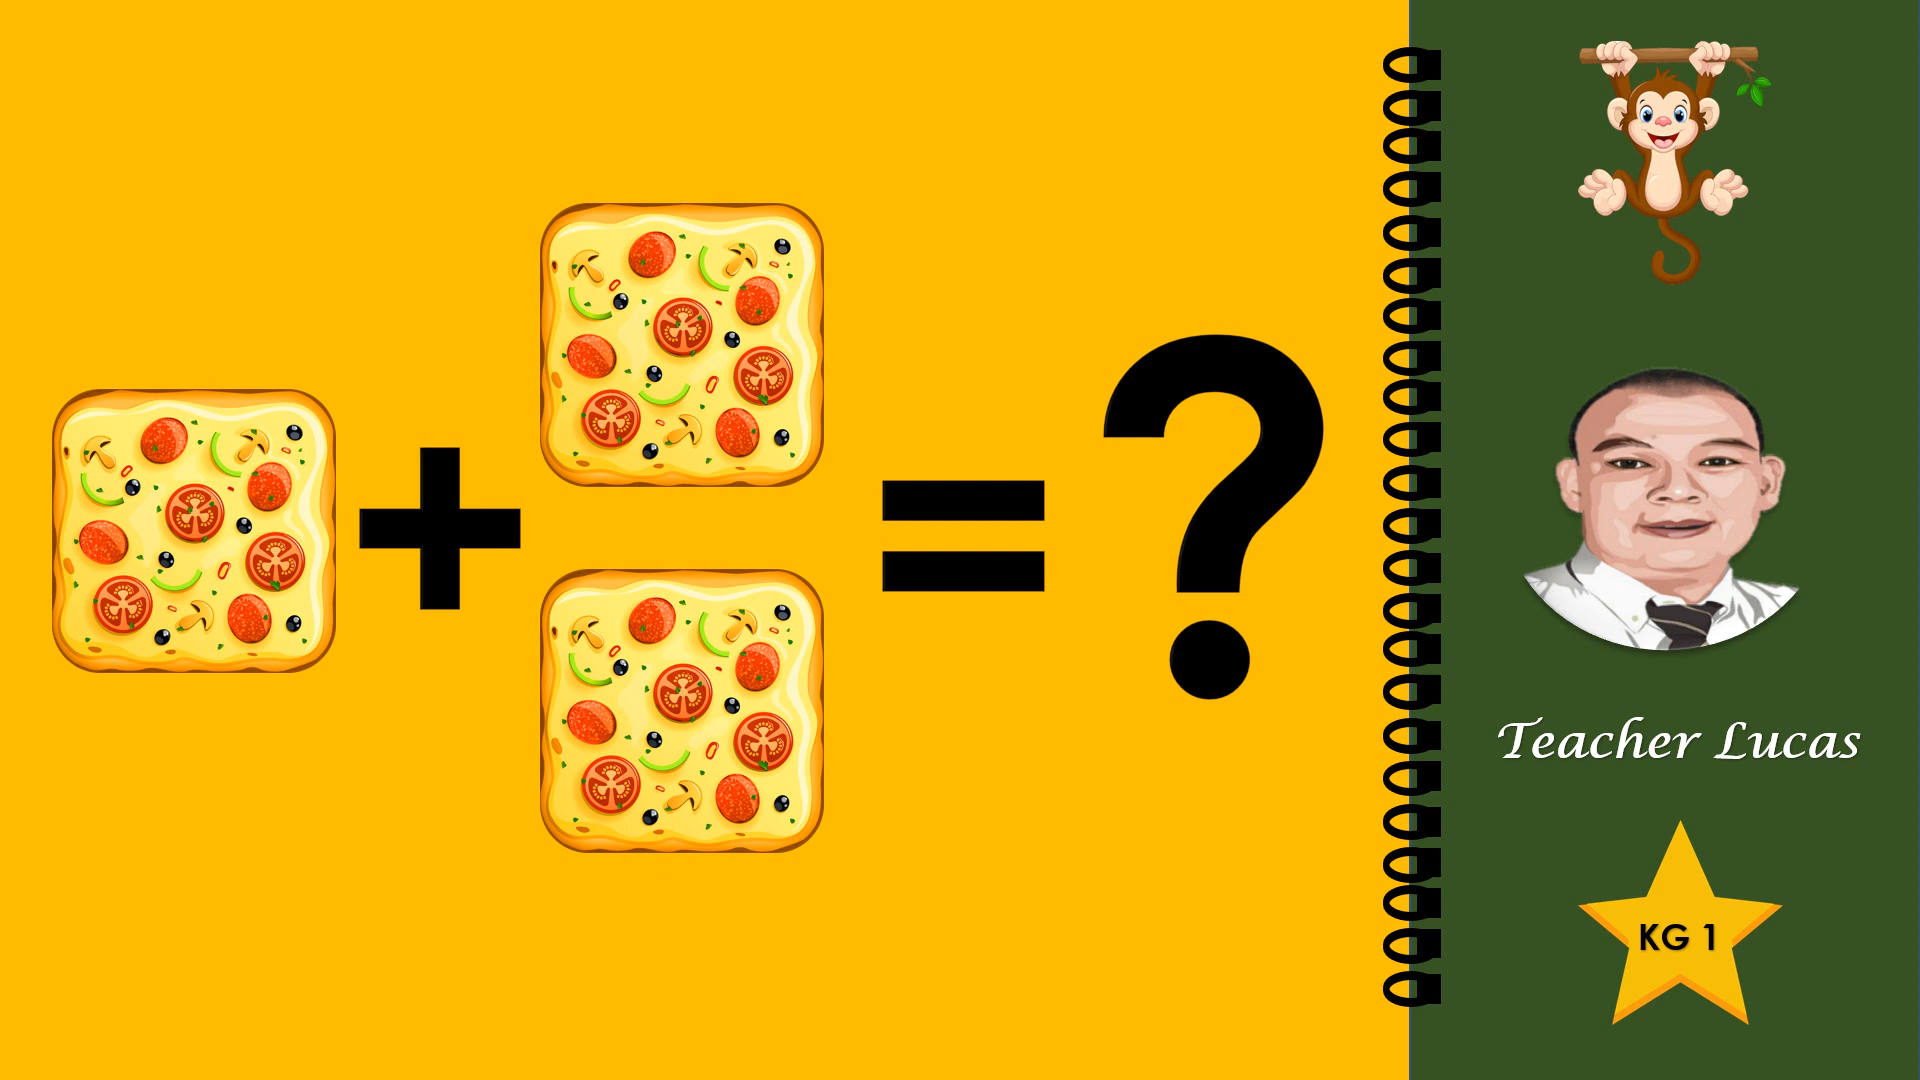 + = ?
Teacher Lucas
KG 1